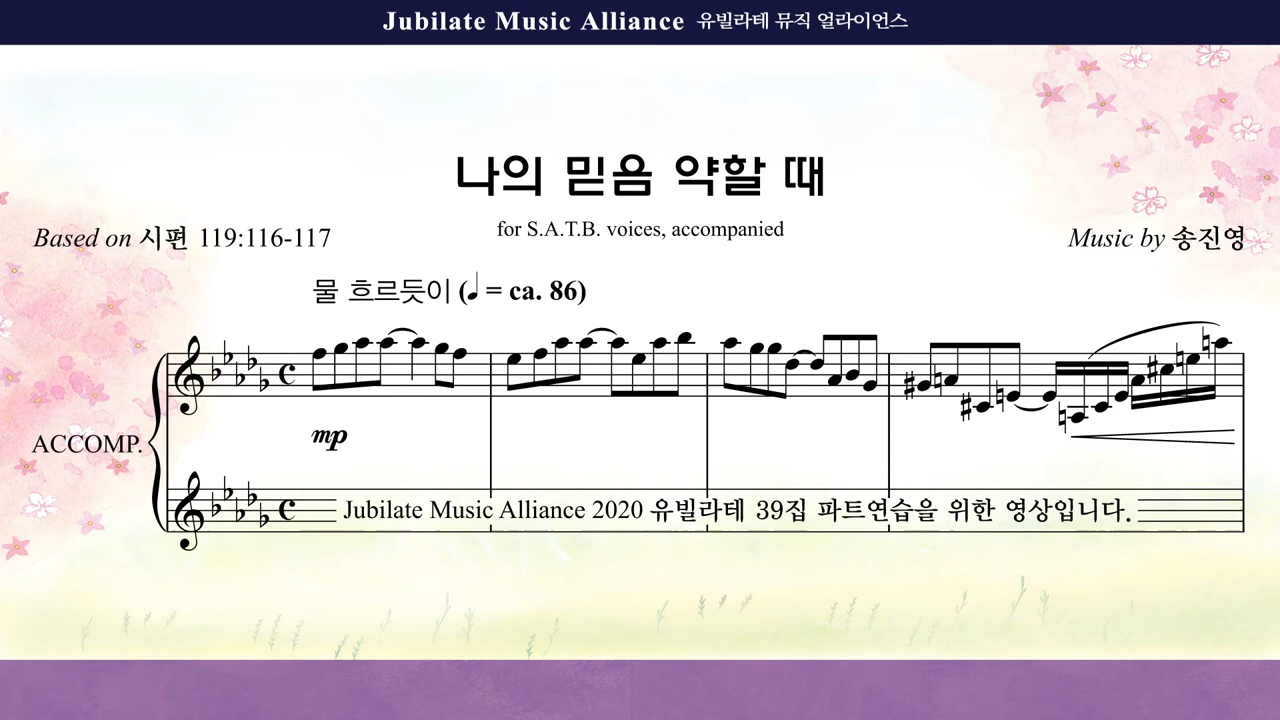 Jubilate Music Alliance 유빌라테 뮤직 얼라이언스
나의 믿음 약할 때
for S.A.T.B. voices, accompanied
Based on 시편 119:116-117
Music by 송진영
물 흐르듯이 (♩ = ca. 86)
mp
ACCOMP.
Jubilate Music Alliance 2020 유빌라테 39집 파트연습을 위한 영상입니다.